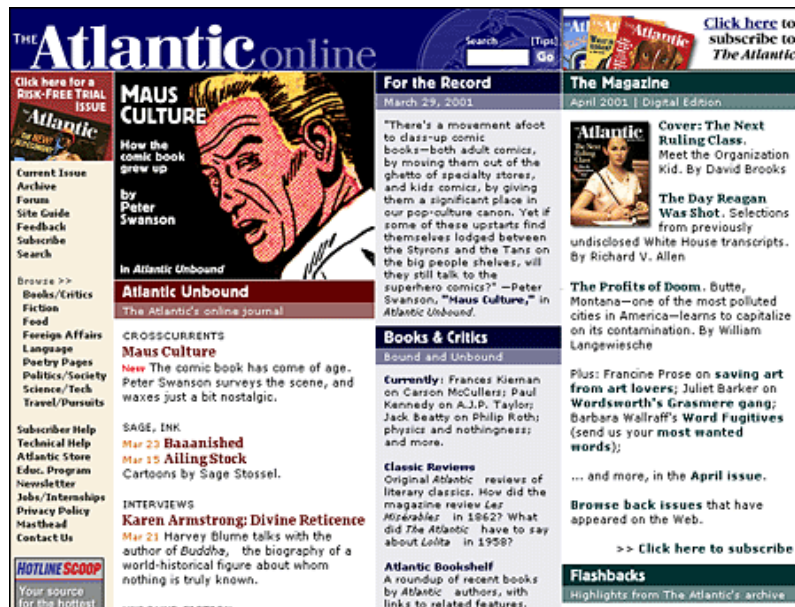 THE Atlantic online
Search [Tips]
Go
Click here to
subscribe to
The Atlantic
Click here for a
RISK-FREE TRIAL
ISSUE
Current Issue
Archive
Forum
Site Guide
Feedback
Subscribe
Search
Browse >>
Books/Critics
Fiction
Food
Foreign Affairs
Language
Poetry Pages
Politics/Society
Science/Tech
Travel/Pursuits
Subscriber Help
Technical Help
Atlantic Store
Educ. Program
Newsletter
Jobs/Internships
Privacy Policy
Masthead
Contact Us
HOTLINE SCOOP
Your source
for the hottest
MAUS
CULTURE
How the
comic book
grew up
by
Peter
Swanson
In Atlantic Unbound
Atlantic Unbound
The Atlantic's online journal
CROSSCURRENTS
Maus Culture
New The comic book has come of age.
Peter Swanson surveys the scene, and
waxes just a bit nostalgic.
SAGE, INK
Mar 23 Baaanished
Mar 15 Ailing Stock
Cartoons by Sage Stossel.
INTERVIEWS
Karen Armstrong: Divine Reticence
Mar 21 Harvey Blume talks with the
author of Buddha, the biography of a
world-historical figure about whom
nothing is truly known.
For the Record
March 29, 2001
"There's a movement afoot
to class-up comic
books—both adult comics,
by moving them out of the
ghetto of specialty stores,
and kids comics, by giving
them a significant place in
our pop-culture canon. Yet if
some of these upstarts find
themselves lodged between
the Styrons and the Tans on
the big people shelves, will
they still talk to the
superhero comics?" —Peter
Swanson, "Maus Culture," in
Atlantic Unbound.
Books & Critics
Bound and Unbound
Currently: Frances Kiernan
on Carson McCullers; Paul
Kennedy on A.J.P. Taylor;
Jack Beatty on Philip Roth;
physics and nothingness;
and more.
Classic Reviews
Original Atlantic reviews of
literary classics. How did the
magazine review Les
Misérables in 1862? What
did The Atlantic have to say
about Lolita in 1958?
Atlantic Bookshelf
A roundup of recent books
by Atlantic authors, with
links to related features,
The Magazine
April 2001 | Digital Edition
Atlantic
Cover: The Next
Ruling Class.
Meet the Organization
Kid. By David Brooks
The Day Reagan
Was Shot. Selections
from previously
undisclosed White House transcripts.
By Richard V. Allen
The Profits of Doom. Butte,
Montana—one of the most polluted
cities in America—learns to capitalize
on its contamination. By William
Langewiesche
Plus: Francine Prose on saving art
from art lovers; Juliet Barker on
Wordsworth's Grasmere gang;
Barbara Wallraff's Word Fugitives
(send us your most wanted
words);
... and more, in the April issue.
Browse back issues that have
appeared on the Web.
>> Click here to subscribe
Flashbacks
Highlights from The Atlantic's archive